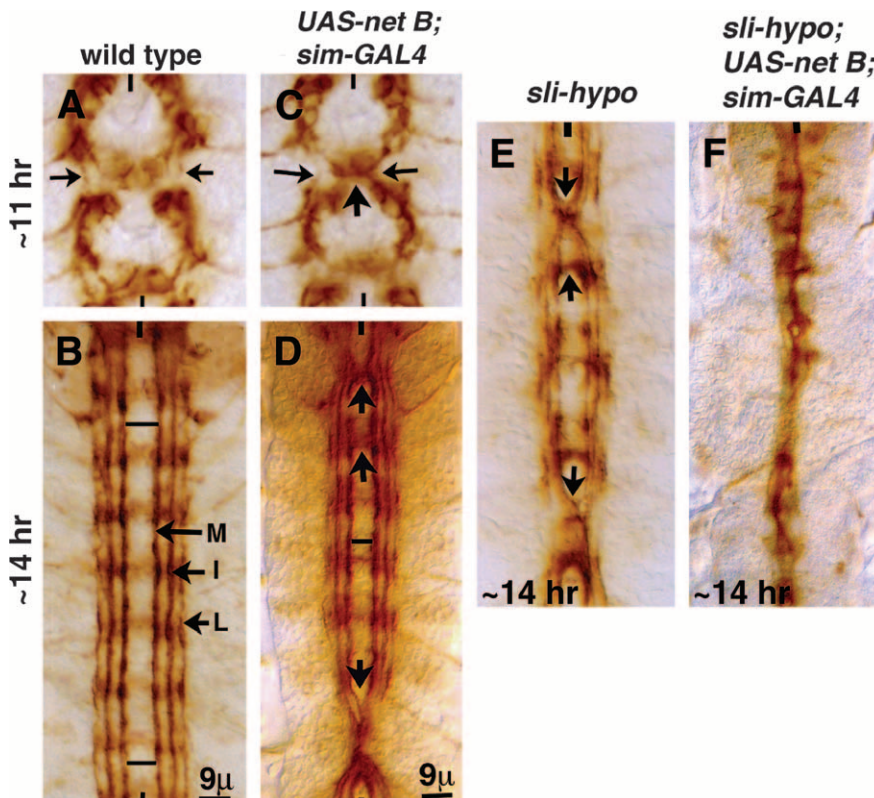 wild type
UAS-net B;
sim-GAL4
sli-hypo
sli-hypo;
UAS-net B;
sim-GAL4
~11 hr
A
C
E
F
~14 hr
B
M
I
L
9μ
D
9μ
~14 hr
~14 hr